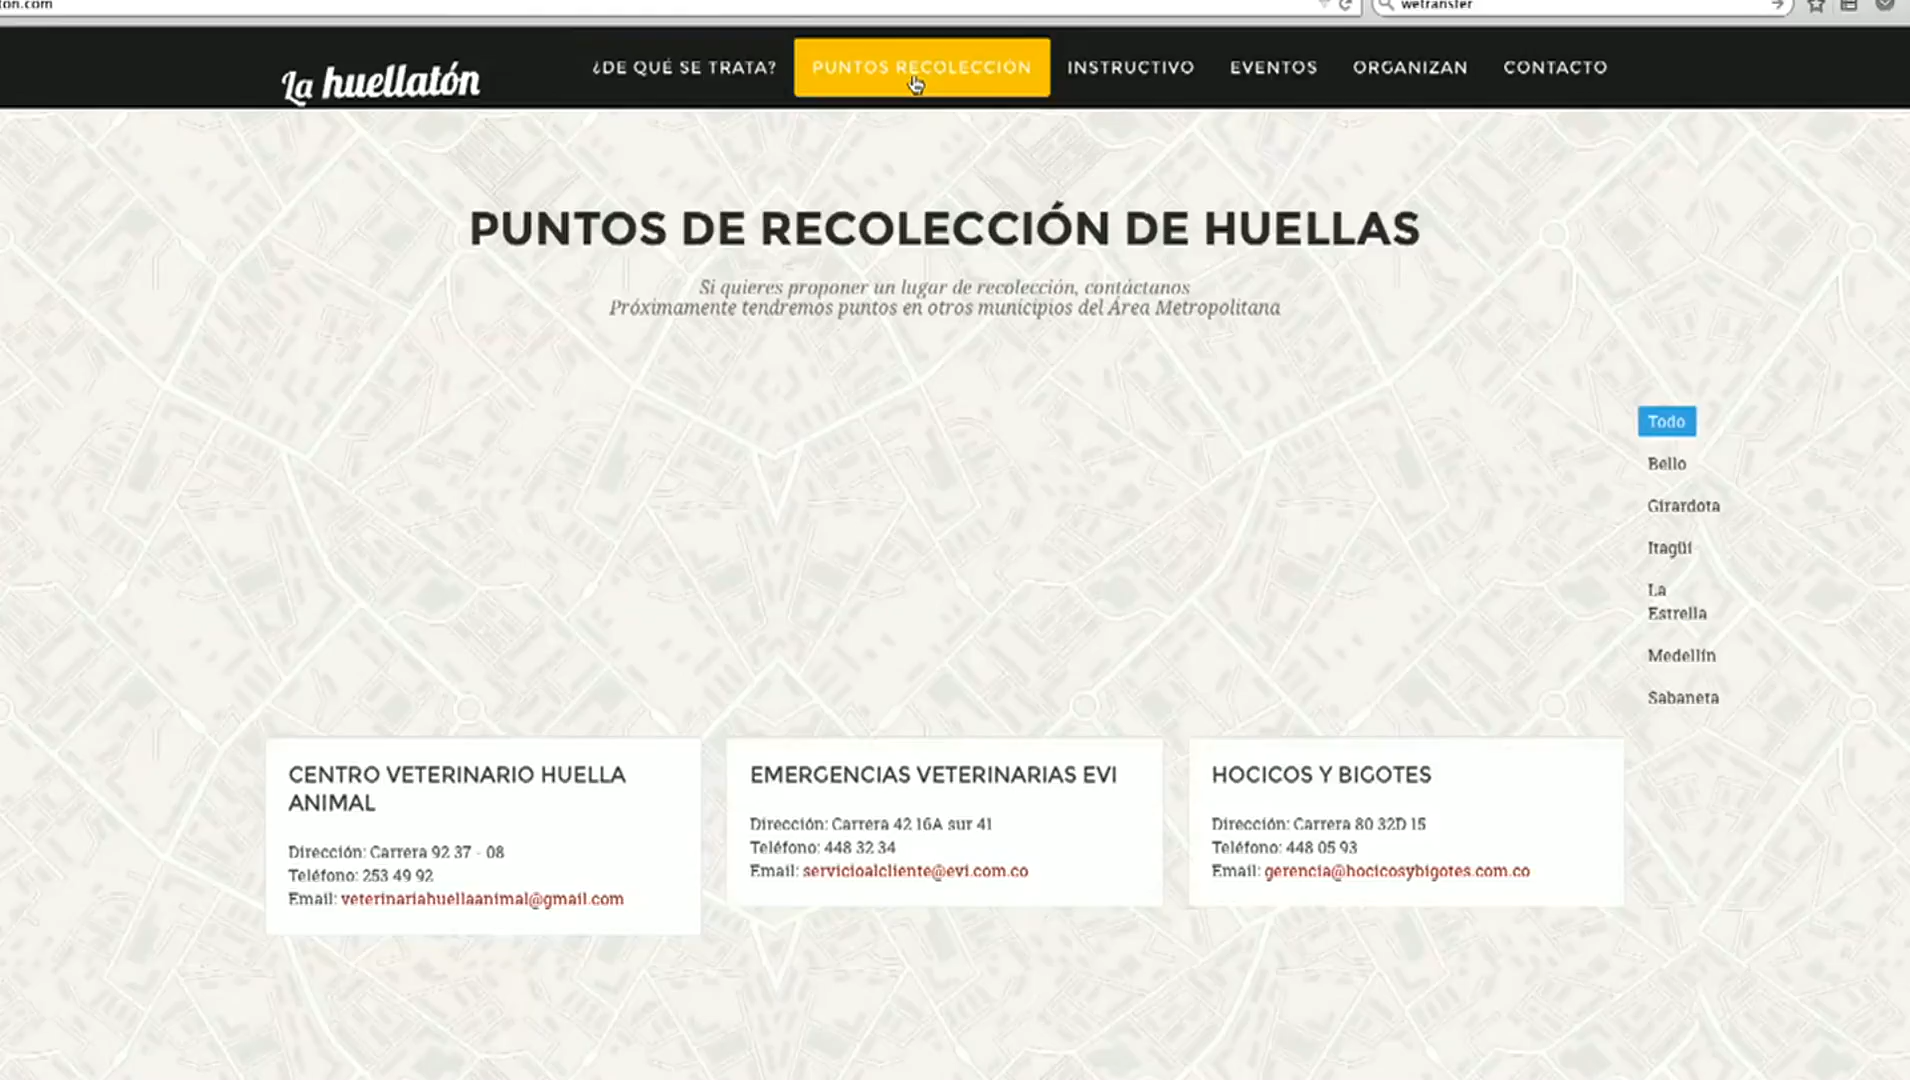 ton.com
wetransfer
La huellatón
¿DE QUÉ SE TRATA?
PUNTOS RECOLECCIÓN
INSTRUCTIVO
EVENTOS
ORGANIZAN
CONTACTO
PUNTOS DE RECOLECCIÓN DE HUELLAS
Si quieres proponer un lugar de recolección, contáctanos
Próximamente tendremos puntos en otros municipios del Área Metropolitana
Todo
Bello
Girardota
Itagüí
La
Estrella
Medellín
Sabaneta
CENTRO VETERINARIO HUELLA
ANIMAL
Dirección: Carrera 92 37 - 08
Teléfono: 253 49 92
Email: veterinariahuellaanimal@gmail.com
EMERGENCIAS VETERINARIAS EVI
Dirección: Carrera 42 16A sur 41
Teléfono: 448 32 34
Email: servicioalcliente@evi.com.co
HOCICOS Y BIGOTES
Dirección: Carrera 80 32D 15
Teléfono: 448 05 93
Email: gerencia@hocicosybigotes.com.co